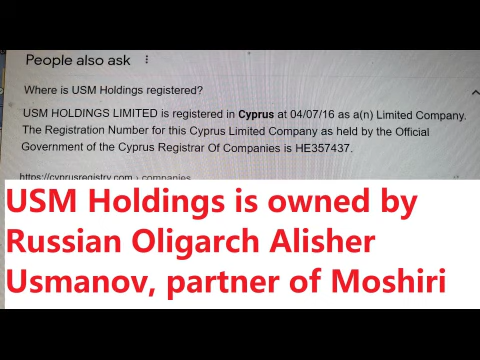 People also ask
Where is USM Holdings registered?
USM HOLDINGS LIMITED is registered in Cyprus at 04/07/16 as a(n) Limited Company.
The Registration Number for this Cyprus Limited Company as held by the Official
Government of the Cyprus Registrar Of Companies is HE357437.
https://cyprusregistry.com › companies
USM Holdings is owned by
Russian Oligarch Alisher
Usmanov, partner of Moshiri